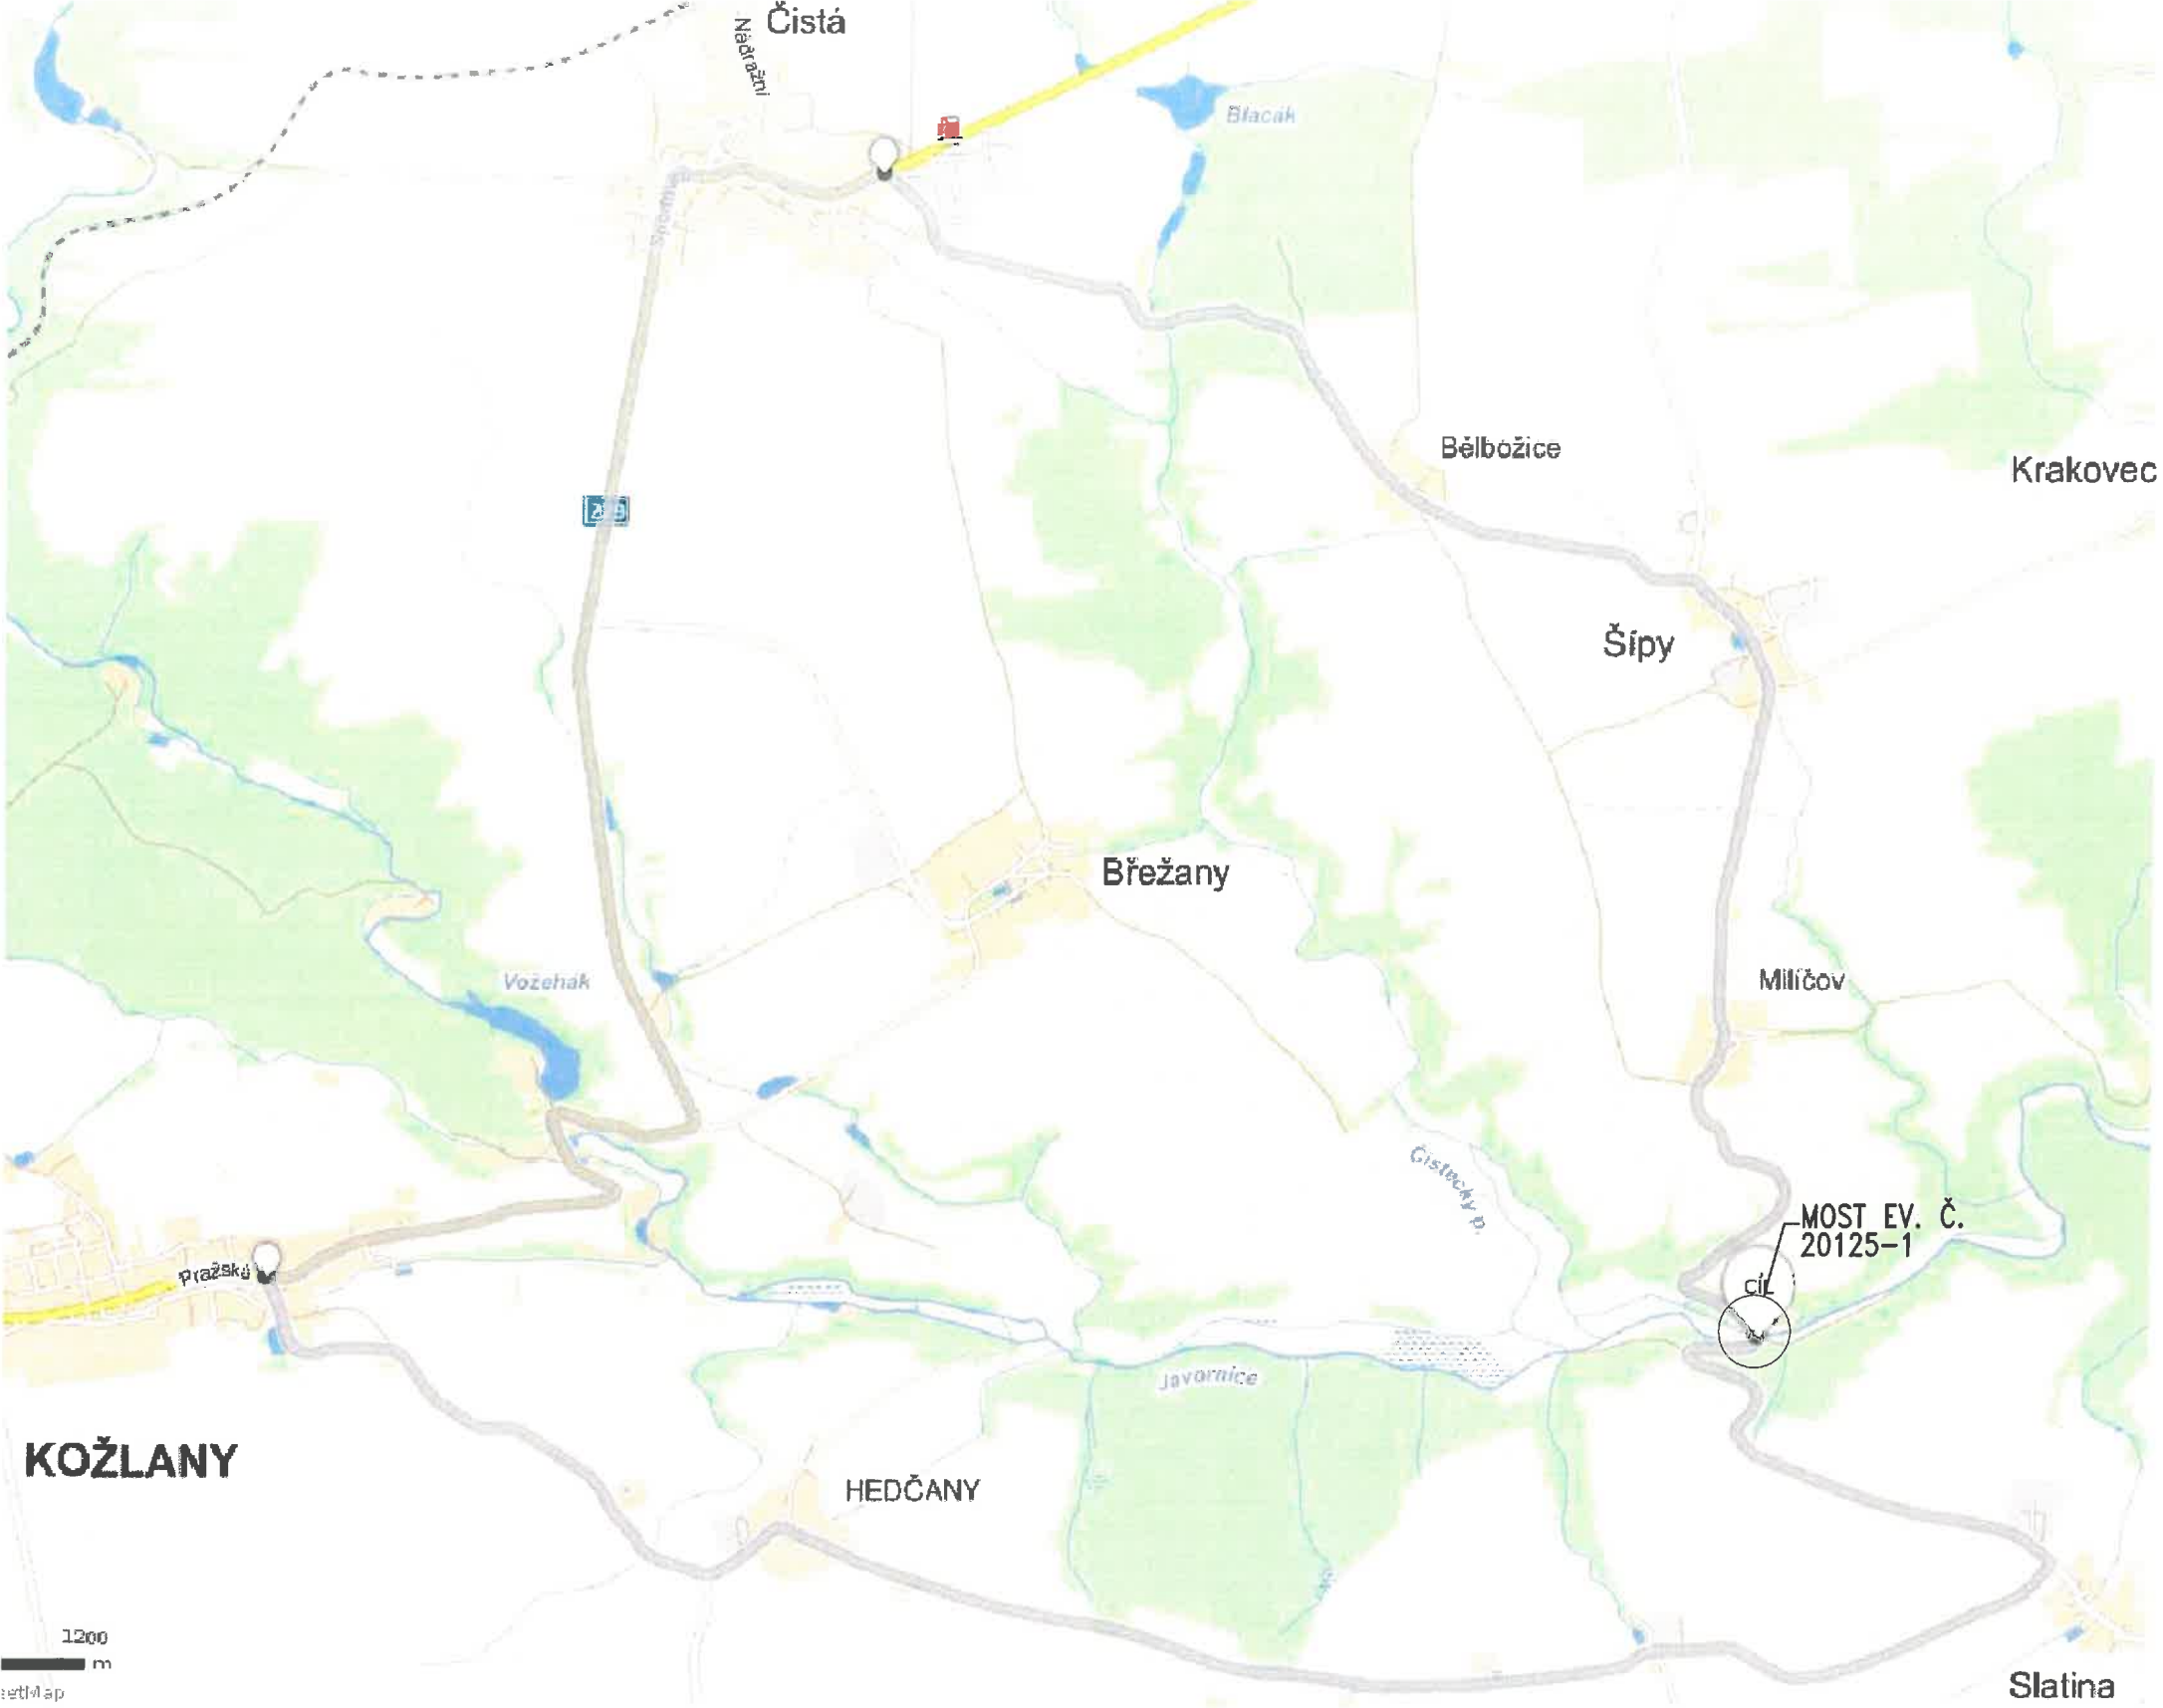 Čistá
Nádražní
Blacák
Bělbožice
Krakovec
229
Šípy
Břežany
Vožehák
Milíčov
Čistecký p.
MOST EV. Č.
20125-1
CÍL
Pražská
Javornice
KOŽLANY
HEDČANY
1200
m
Slatina